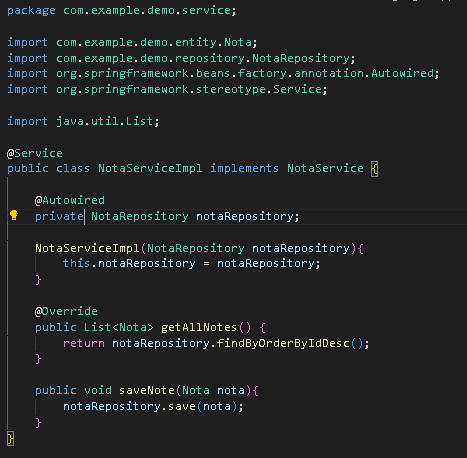 package com.example.demo.service;
import com.example.demo.entity.Nota;
import com.example.demo.repository.NotaRepository;
import org.springframework.beans.factory.annotation.Autowired;
import org.springframework.stereotype.Service;
import java.util.List;
@Service
public class NotaServiceImpl implements NotaService {
@Autowired
private NotaRepository notaRepository;
NotaServiceImpl(NotaRepository notaRepository){
this.notaRepository = notaRepository;
}
@Override
public List<Nota> getAllNotes() {
return notaRepository.findByOrderByIdDesc();
}
public void saveNote(Nota nota){
notaRepository.save(nota);
}
}